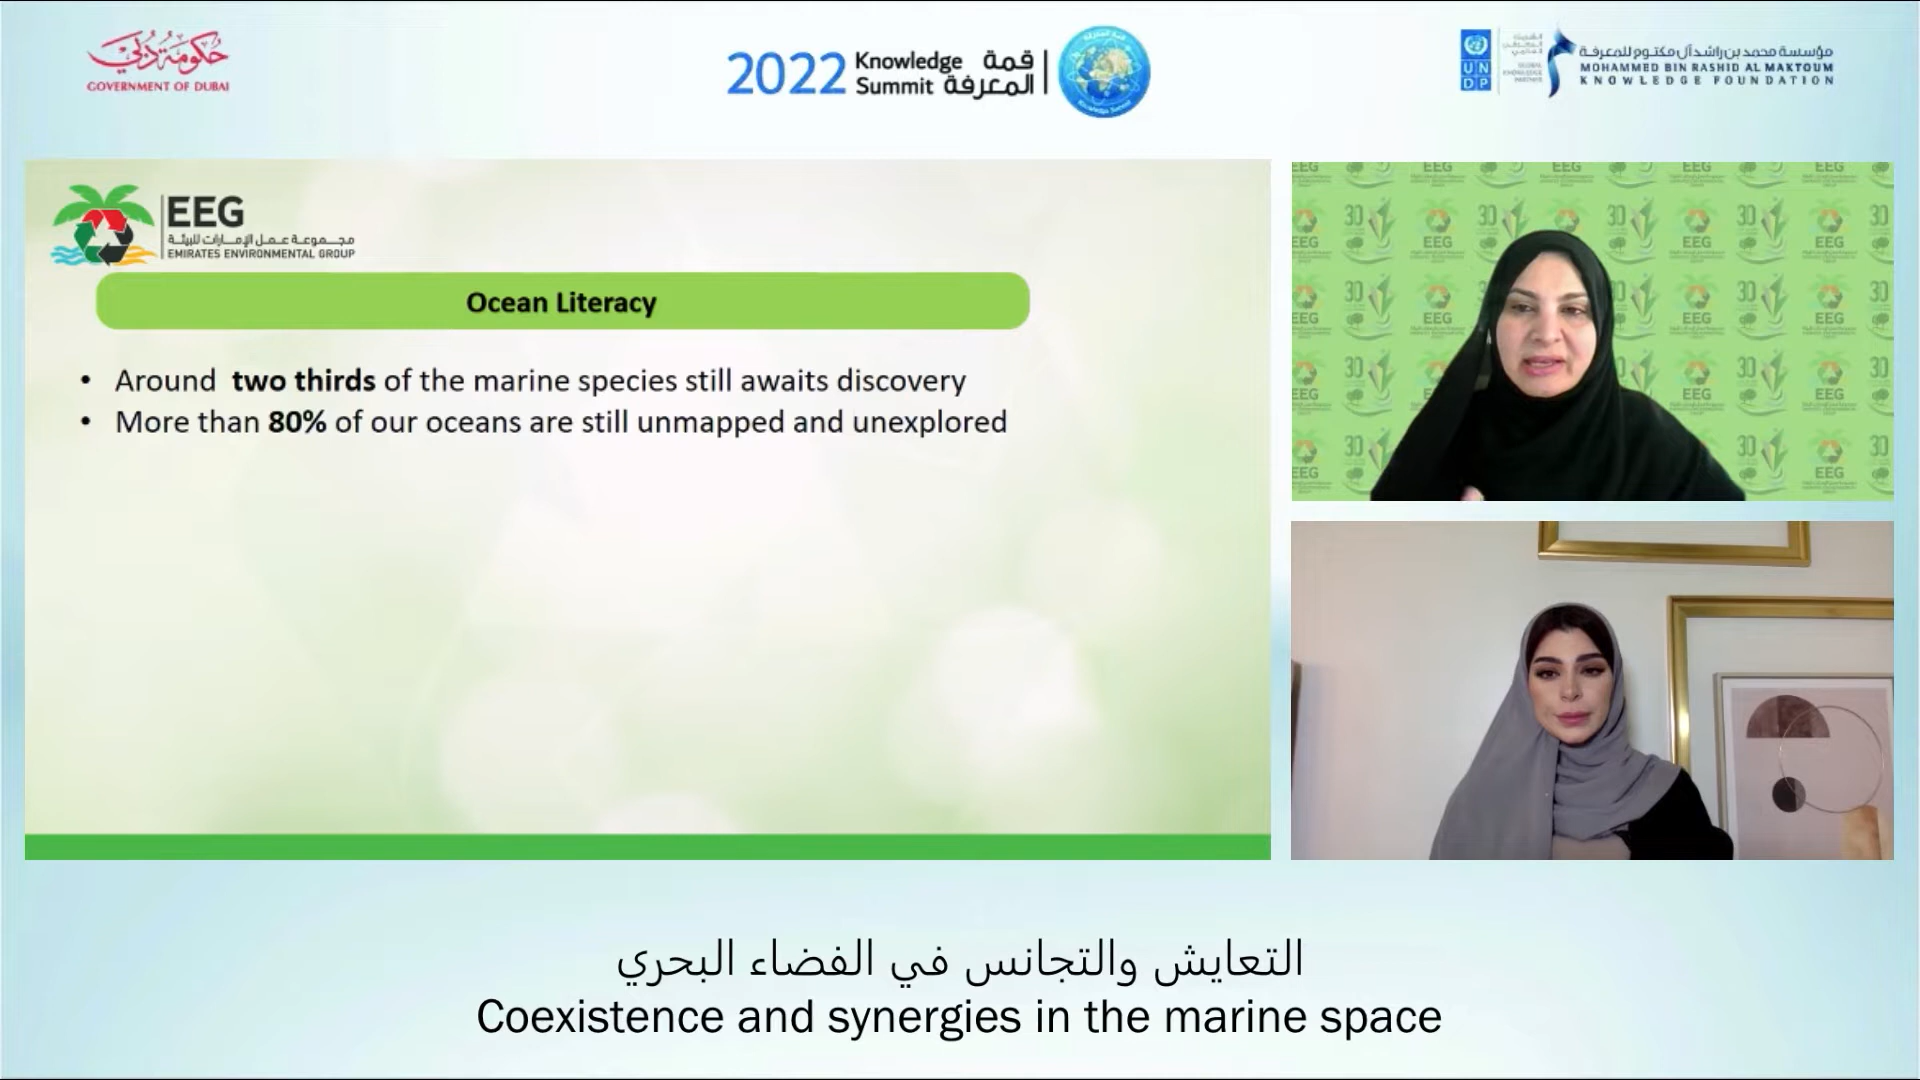 حكومة دبي
GOVERNMENT OF DUBAI
2022 Knowledge Summit
قمة المعرفة
UNDP
مؤسسة محمد بن راشد آل مكتوم للمعرفة
MOHAMMED BIN RASHID AL MAKTOUM
KNOWLEDGE FOUNDATION
EEG
مجموعة عمل الإمارات للبيئة
EMIRATES ENVIRONMENTAL GROUP
Ocean Literacy
• Around two thirds of the marine species still awaits discovery
• More than 80% of our oceans are still unmapped and unexplored
EEG
30
التعايش والتجانس في الفضاء البحري
Coexistence and synergies in the marine space